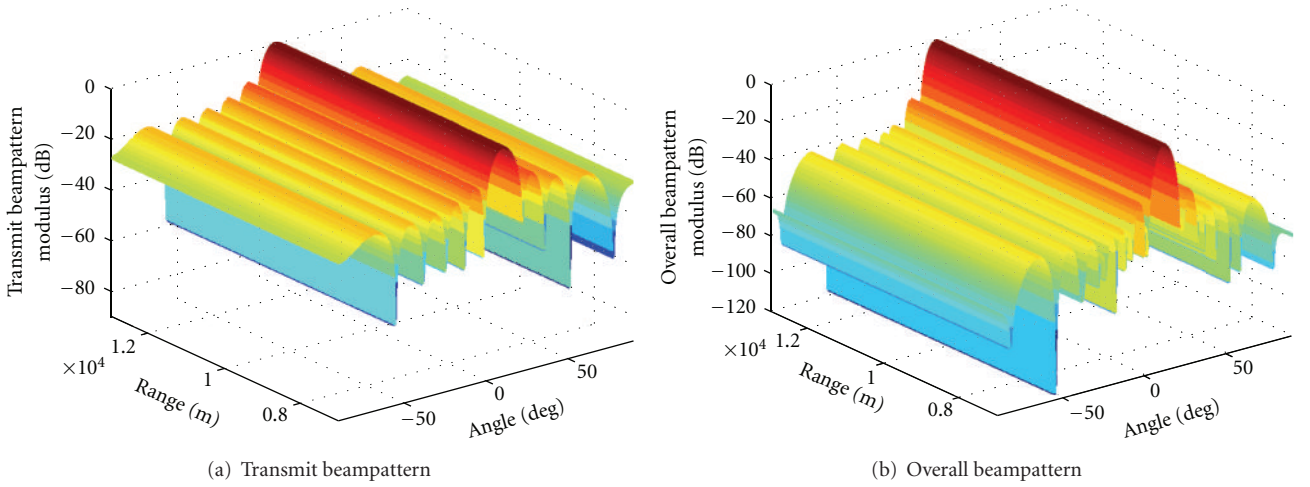 0
−20
−40
−60
−80
Transmit beampattern
modulus (dB)
1.2
×10⁴
1
0.8
Range (m)
−50
0
50
Angle (deg)
(a) Transmit beampattern
0
−20
−40
−60
−80
−100
−120
Overall beampattern
modulus (dB)
1.2
×10⁴
1
0.8
Range (m)
−50
0
50
Angle (deg)
(b) Overall beampattern